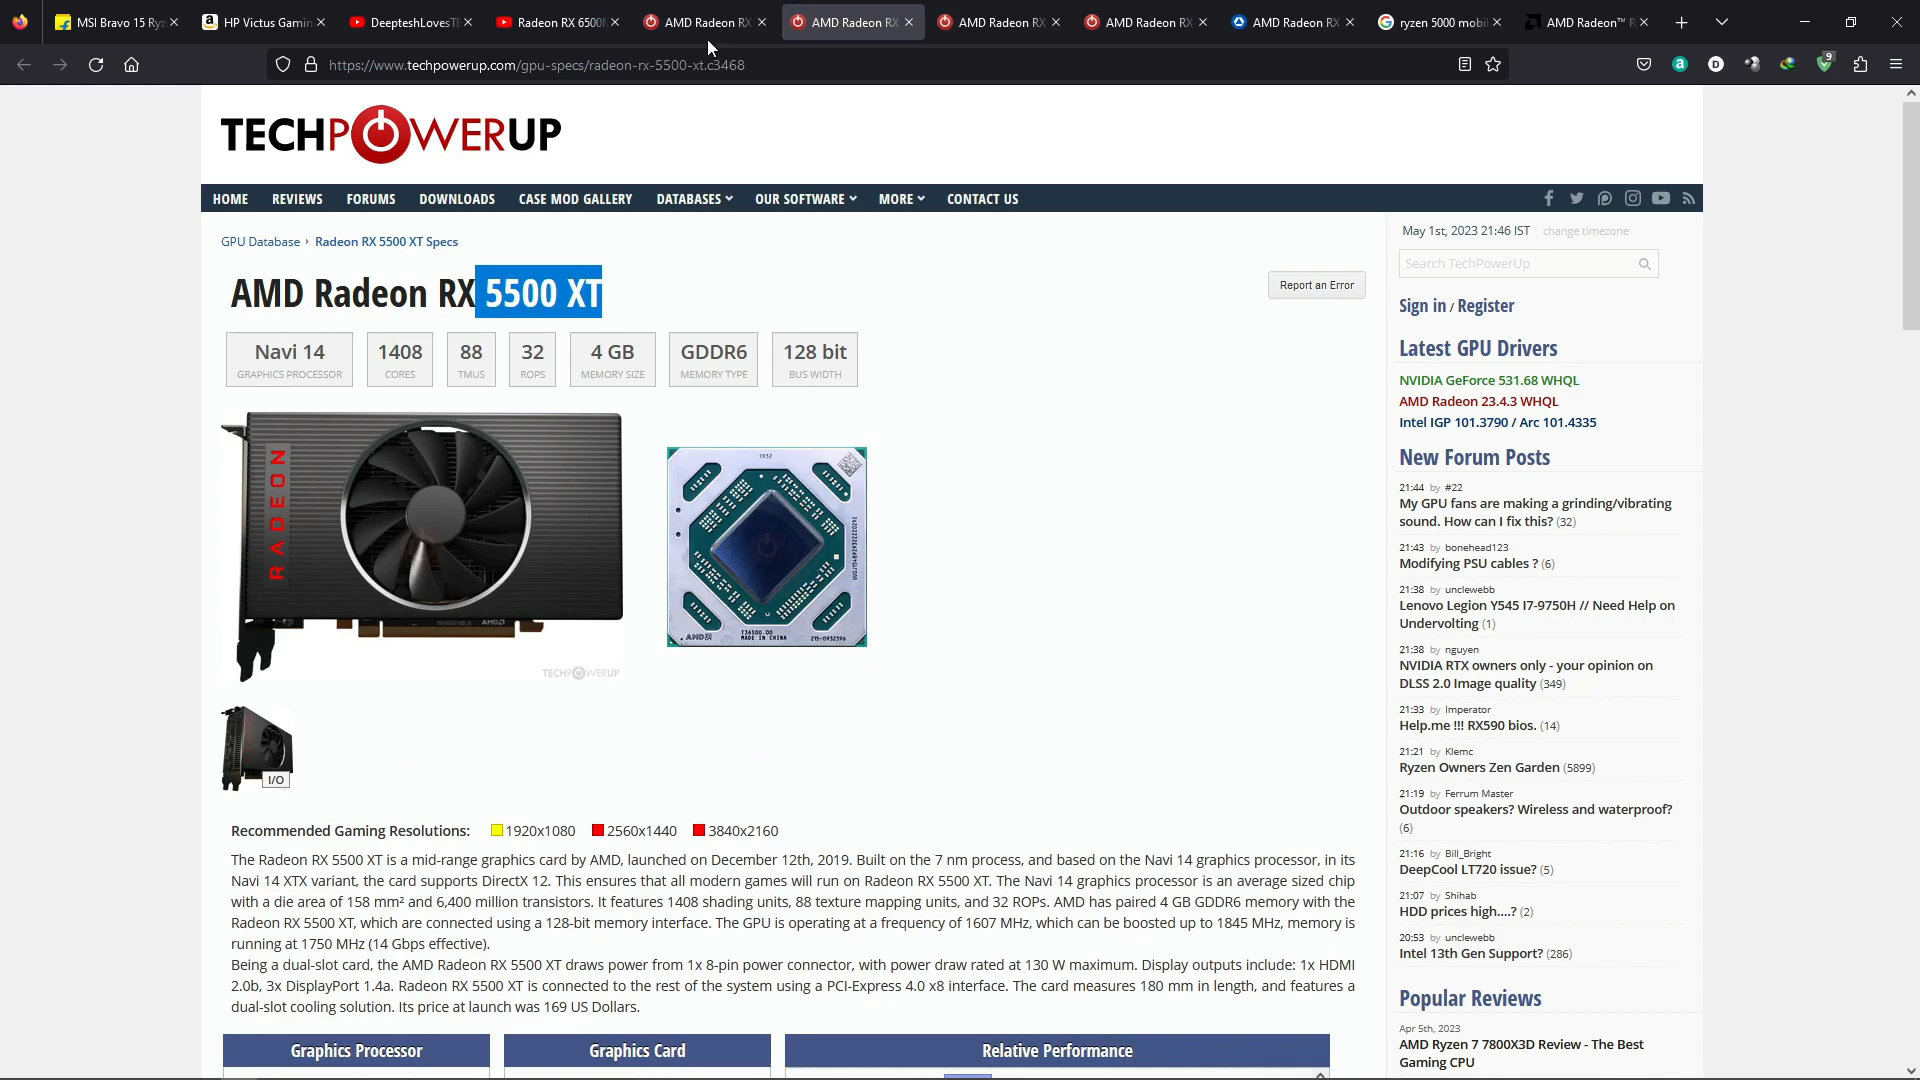 MSI Bravo 15 Ryz
HP Victus Gamin
DeepteshLovesTE
Radeon RX 6500M
AMD Radeon RX
AMD Radeon RX
AMD Radeon RX
AMD Radeon RX
AMD Radeon RX
ryzen 5000 mobil
AMD Radeon™ R
https://www.techpowerup.com/gpu-specs/radeon-rx-5500-xt.c3468
9
TECHPOWERUP
HOME REVIEWS FORUMS DOWNLOADS CASE MOD GALLERY DATABASES OUR SOFTWARE MORE CONTACT US
GPU Database › Radeon RX 5500 XT Specs
AMD Radeon RX 5500 XT
Report an Error
Navi 14 1408 88 32 4 GB GDDR6 128 bit
GRAPHICS PROCESSOR CORES TMUS ROPS MEMORY SIZE MEMORY TYPE BUS WIDTH
RADEON
AMD
TECHPOWERUP
1932
AMD
MADE IN CHINA
I/O
Recommended Gaming Resolutions: 1920x1080 2560x1440 3840x2160
The Radeon RX 5500 XT is a mid-range graphics card by AMD, launched on December 12th, 2019. Built on the 7 nm process, and based on the Navi 14 graphics processor, in its
Navi 14 XTX variant, the card supports DirectX 12. This ensures that all modern games will run on Radeon RX 5500 XT. The Navi 14 graphics processor is an average sized chip
with a die area of 158 mm² and 6,400 million transistors. It features 1408 shading units, 88 texture mapping units, and 32 ROPs. AMD has paired 4 GB GDDR6 memory with the
Radeon RX 5500 XT, which are connected using a 128-bit memory interface. The GPU is operating at a frequency of 1607 MHz, which can be boosted up to 1845 MHz, memory is
running at 1750 MHz (14 Gbps effective).
Being a dual-slot card, the AMD Radeon RX 5500 XT draws power from 1x 8-pin power connector, with power draw rated at 130 W maximum. Display outputs include: 1x HDMI
2.0b, 3x DisplayPort 1.4a. Radeon RX 5500 XT is connected to the rest of the system using a PCI-Express 4.0 x8 interface. The card measures 180 mm in length, and features a
dual-slot cooling solution. Its price at launch was 169 US Dollars.
Graphics Processor
Graphics Card
Relative Performance
May 1st, 2023 21:46 IST change timezone
Search TechPowerUp
Sign in / Register
Latest GPU Drivers
NVIDIA GeForce 531.68 WHQL
AMD Radeon 23.4.3 WHQL
Intel IGP 101.3790 / Arc 101.4335
New Forum Posts
21:44 by #22
My GPU fans are making a grinding/vibrating
sound. How can I fix this? (32)
21:43 by bonehead123
Modifying PSU cables ? (6)
21:38 by unclewebb
Lenovo Legion Y545 I7-9750H // Need Help on
Undervolting (1)
21:38 by nguyen
NVIDIA RTX owners only - your opinion on
DLSS 2.0 Image quality (349)
21:33 by Imperator
Help.me !!! RX590 bios. (14)
21:21 by Klemc
Ryzen Owners Zen Garden (5899)
21:19 by Ferrum Master
Outdoor speakers? Wireless and waterproof?
(6)
21:16 by Bill_Bright
DeepCool LT720 issue? (5)
21:07 by Shihab
HDD prices high....? (2)
20:53 by unclewebb
Intel 13th Gen Support? (286)
Popular Reviews
Apr 5th, 2023
AMD Ryzen 7 7800X3D Review - The Best
Gaming CPU